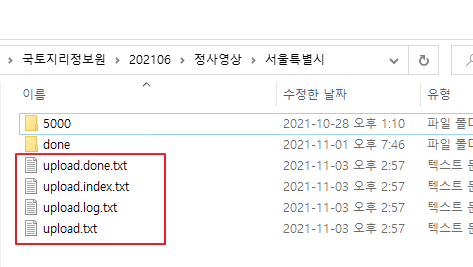 국토지리정보원 > 202106 > 정사영상 > 서울특별시
이름 수정한 날짜 유형
5000 2021-10-28 오후 1:10 파일 폴더
done 2021-11-01 오후 7:46 파일 폴더
upload.done.txt 2021-11-03 오후 2:57 텍스트 문
upload.index.txt 2021-11-03 오후 2:57 텍스트 문
upload.log.txt 2021-11-03 오후 2:57 텍스트 문
upload.txt 2021-11-03 오후 2:57 텍스트 문